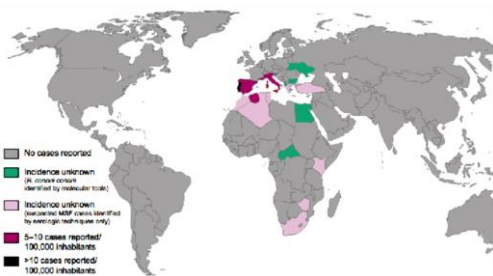 No cases reported
Incidence unknown
(R. conorii conorii
identified by molecular tools)
Incidence unknown
(suspected MSF cases identified
by serologic techniques only)
5–10 cases reported/
100,000 inhabitants
>10 cases reported/
100,000 inhabitants